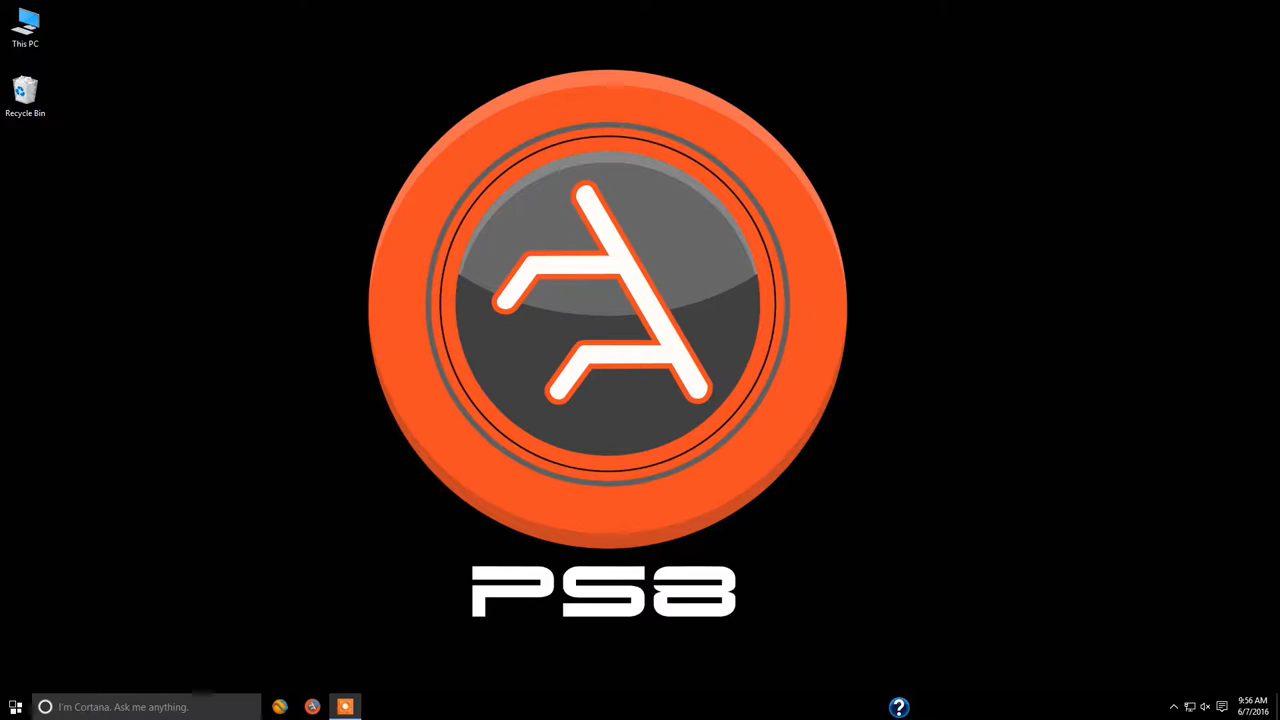 This PC
Recycle Bin
PS8
I'm Cortana. Ask me anything.
?
9:56 AM
6/7/2016